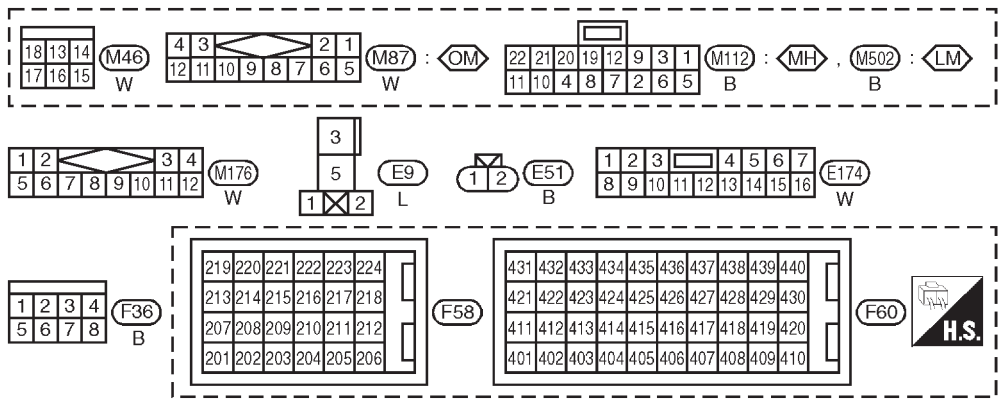 18 13 14
17 16 15
M46
W
4 3 2 1
12 11 10 9 8 7 6 5
M87 : OM
W
22 21 20 19 12 9 3 1
11 10 4 8 7 2 6 5
M112 : MH , M502 : LM
B B
1 2 3 4
5 6 7 8 9 10 11 12
M176
W
3
5
1 2
E9
L
1 2
E51
B
1 2 3 4 5 6 7
8 9 10 11 12 13 14 15 16
E174
W
1 2 3 4
5 6 7 8
F36
B
219 220 221 222 223 224
213 214 215 216 217 218
207 208 209 210 211 212
201 202 203 204 205 206
F58
431 432 433 434 435 436 437 438 439 440
421 422 423 424 425 426 427 428 429 430
411 412 413 414 415 416 417 418 419 420
401 402 403 404 405 406 407 408 409 410
F60
H.S.